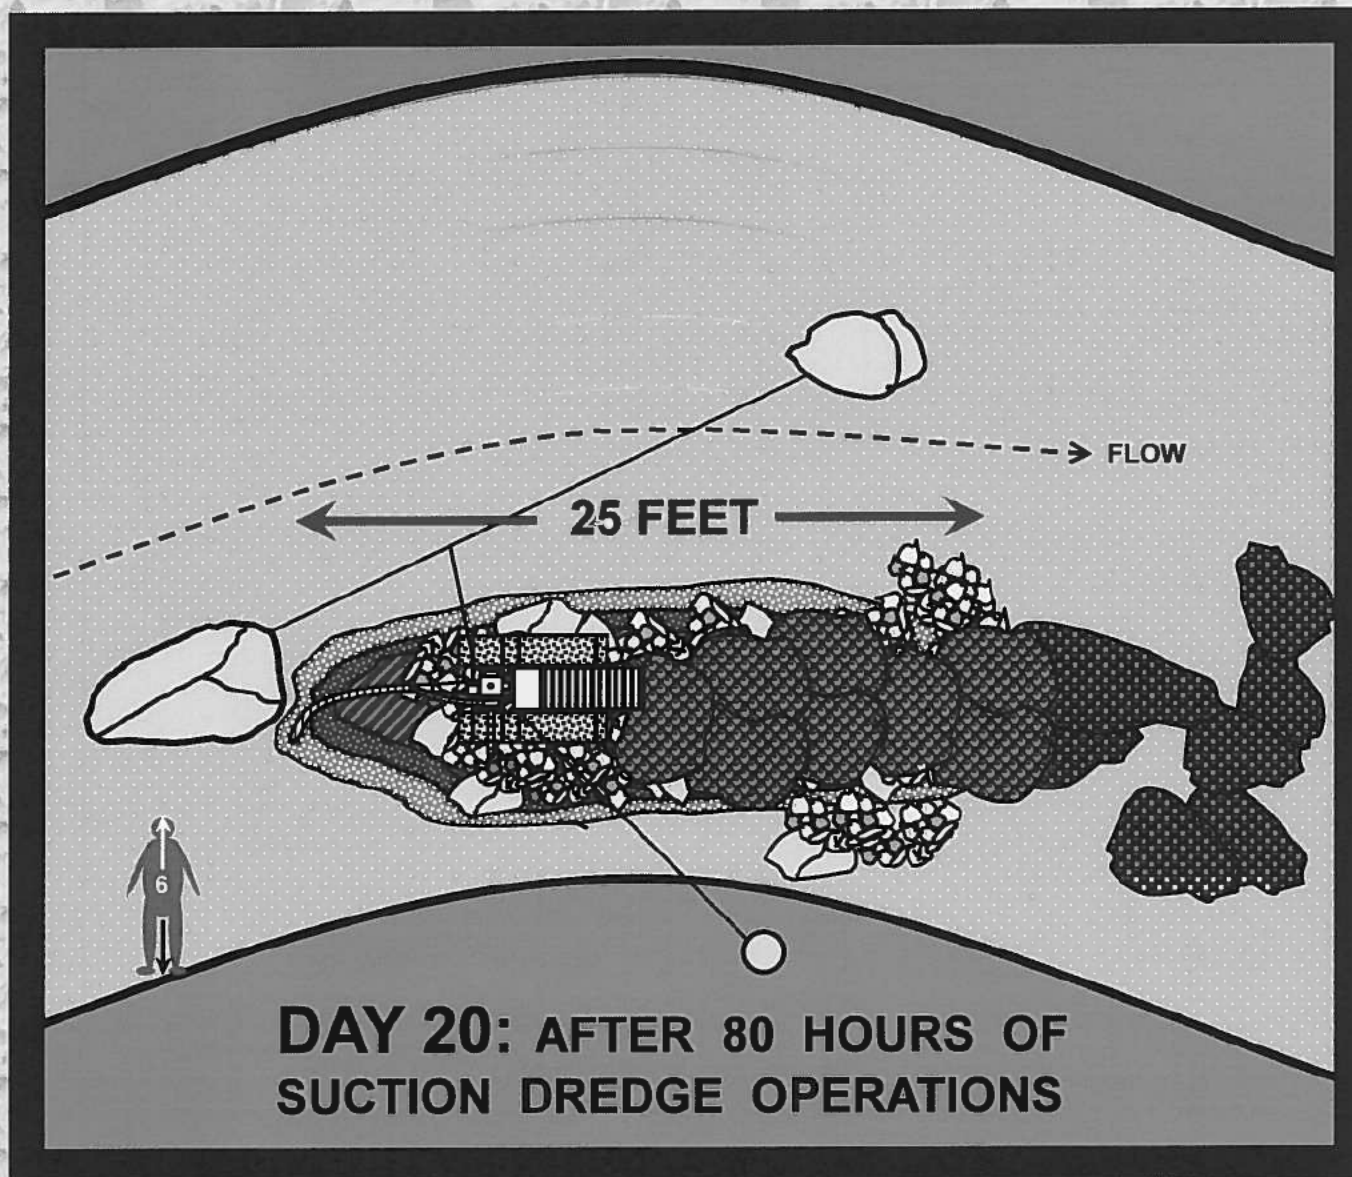 FLOW
25 FEET
6
DAY 20: AFTER 80 HOURS OF
SUCTION DREDGE OPERATIONS